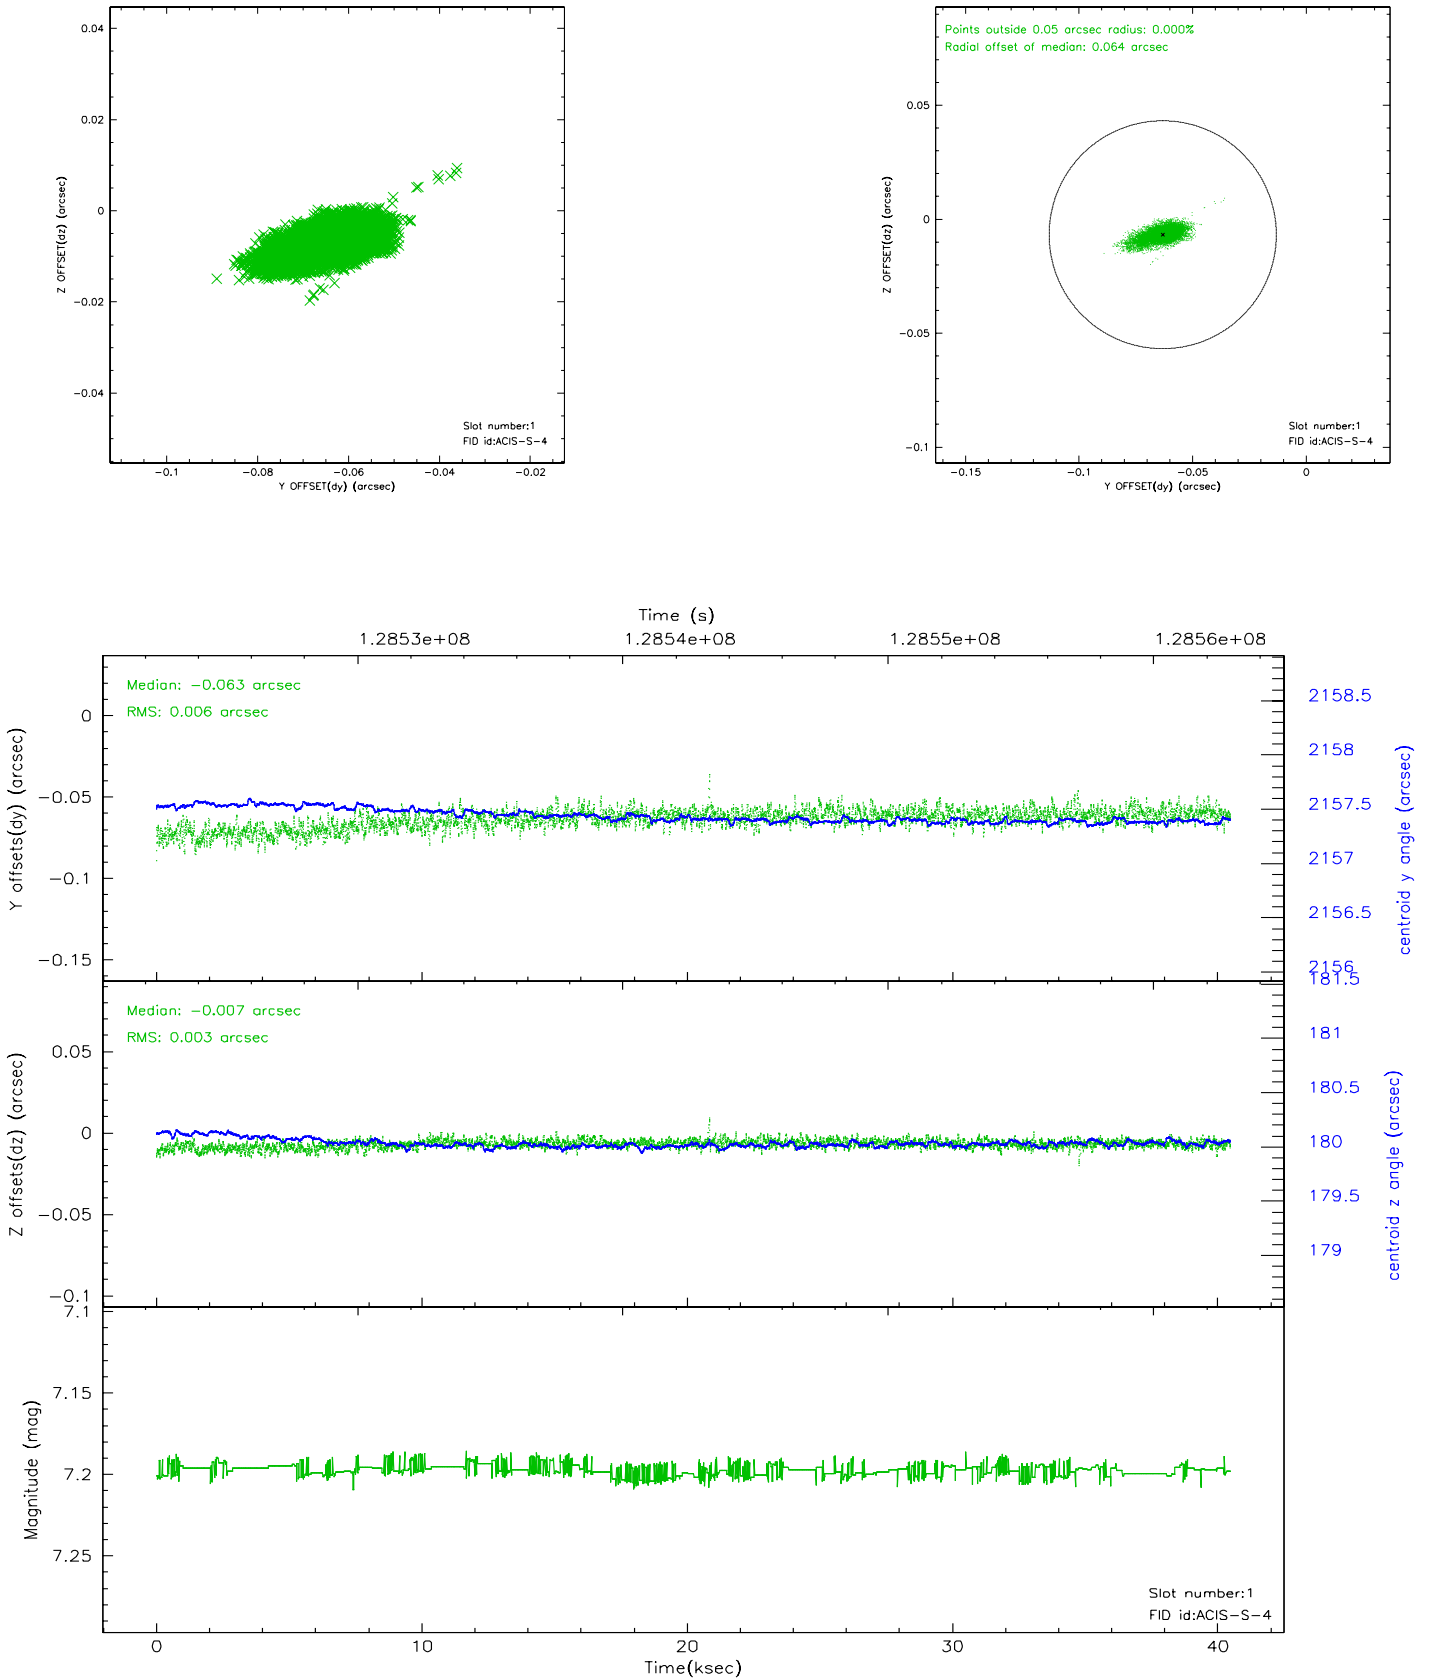 0.04
0.02
0
−0.02
−0.04
Z OFFSET(dz) (arcsec)
Slot number:1
FID id:ACIS−S−4
−0.1
−0.08
−0.06
−0.04
−0.02
Y OFFSET(dy) (arcsec)
Points outside 0.05 arcsec radius: 0.000%
Radial offset of median: 0.064 arcsec
0.05
0
−0.05
−0.1
Z OFFSET(dz) (arcsec)
Slot number:1
FID id:ACIS−S−4
−0.15
−0.1
−0.05
0
Y OFFSET(dy) (arcsec)
Time (s)
1.2853e+08
1.2854e+08
1.2855e+08
1.2856e+08
Median: −0.063 arcsec
RMS: 0.006 arcsec
0
−0.05
−0.1
−0.15
Y offsets(dy) (arcsec)
2158.5
2158
2157.5
2157
2156.5
2156
centroid y angle (arcsec)
Median: −0.007 arcsec
RMS: 0.003 arcsec
0.05
0
−0.05
−0.1
Z offsets(dz) (arcsec)
181.5
181
180.5
180
179.5
179
centroid z angle (arcsec)
7.1
7.15
7.2
7.25
Magnitude (mag)
Slot number:1
FID id:ACIS−S−4
0
10
20
30
40
Time(ksec)